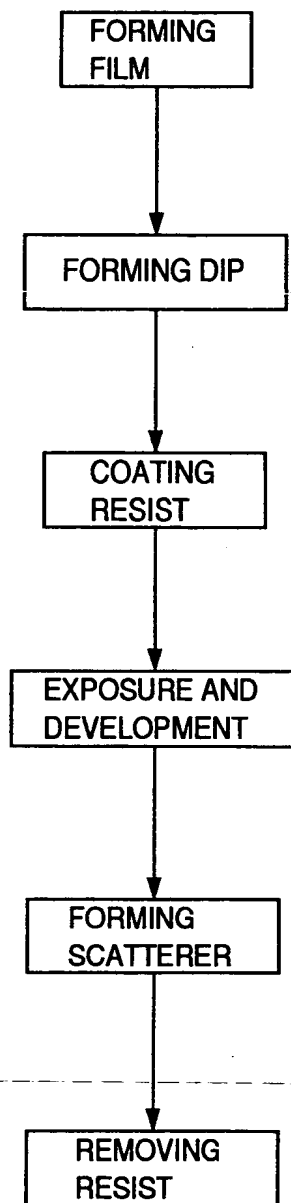 FORMING
FILM
FORMING DIP
COATING
RESIST
EXPOSURE AND
DEVELOPMENT
FORMING
SCATTERER
REMOVING
RESIST